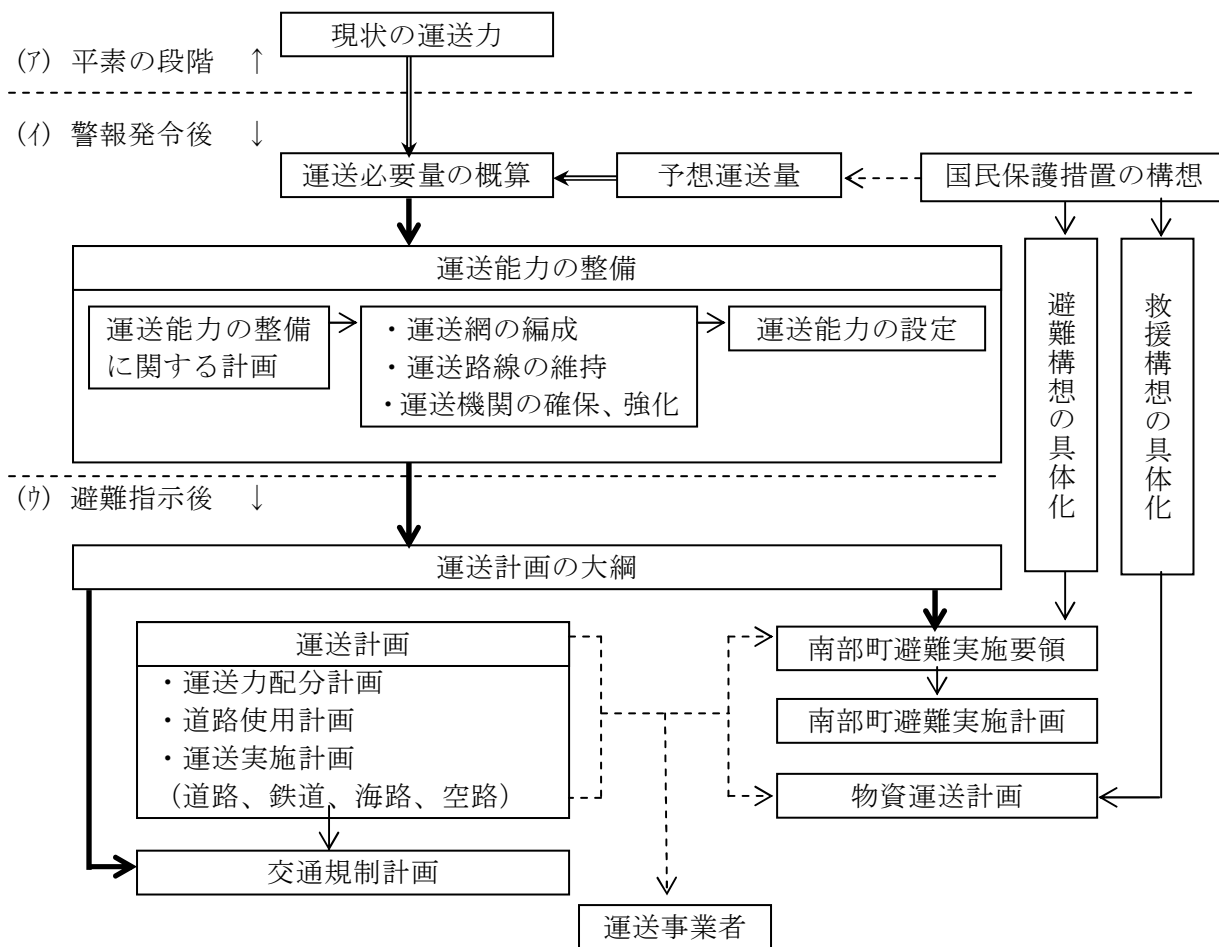 現状の運送力
(ｱ) 平素の段階 ↑
(ｲ) 警報発令後 ↓
運送必要量の概算
予想運送量
国民保護措置の構想
運送能力の整備
運送能力の整備
に関する計画
・運送網の編成
・運送路線の維持
・運送機関の確保、強化
運送能力の設定
避難構想の具体化
救援構想の具体化
(ｳ) 避難指示後 ↓
運送計画の大綱
運送計画
・運送力配分計画
・道路使用計画
・運送実施計画
（道路、鉄道、海路、空路）
南部町避難実施要領
南部町避難実施計画
物資運送計画
交通規制計画
運送事業者